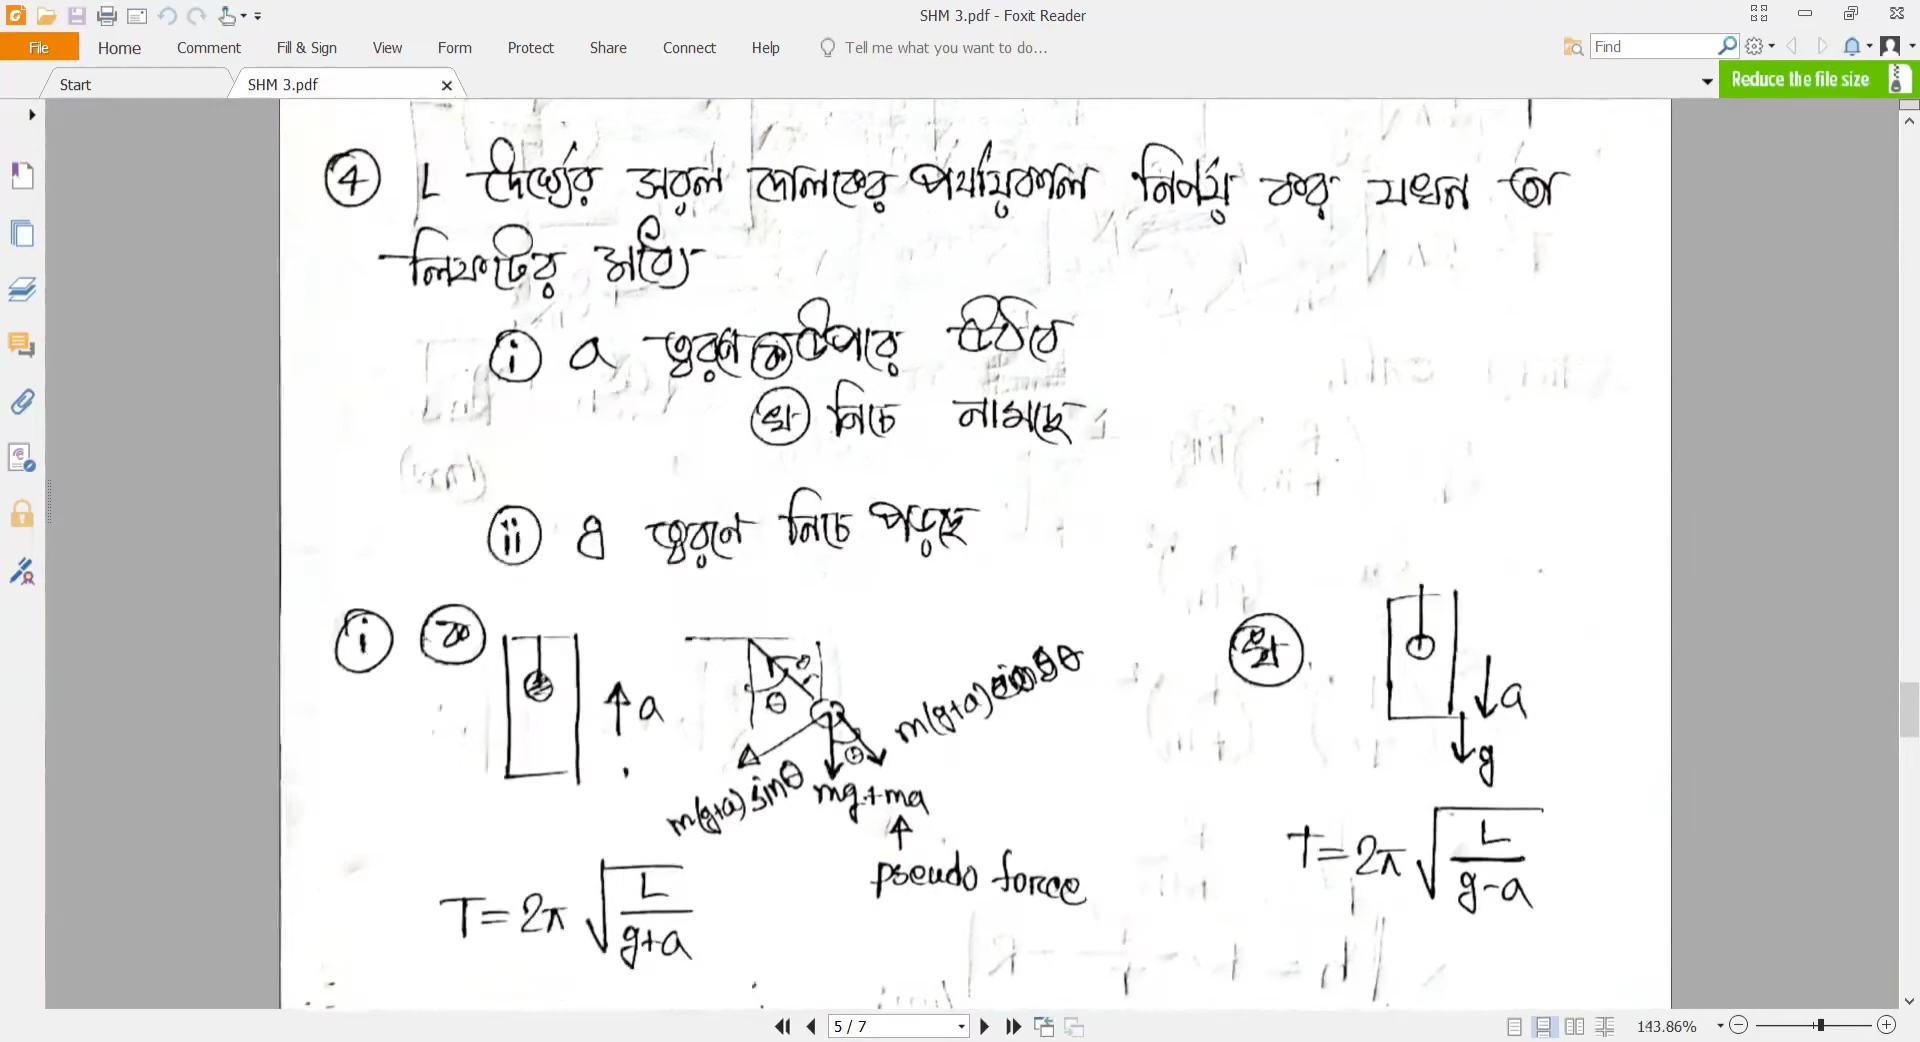 SHM 3.pdf - Foxit Reader
File Home Comment Fill & Sign View Form Protect Share Connect Help Tell me what you want to do... Find
Start SHM 3.pdf Reduce the file size
④ L দৈর্ঘ্যের সরল দোলকের পর্যায়কাল নির্ণয় কর যখন তা
লিফটটির মধ্যে
ⓘ a ত্বরণে ক উপরে উঠবে
খ নিচে নামছে
ii g ত্বরণে নিচে পড়ছে
i ক
a
θ
θ
θ
m(g+a) sinθ
mg+ma
↑
pseudo force
T=2π√(L/(g+a))
খ
a
g
T=2π√(L/(g-a))
5 / 7 143.86%